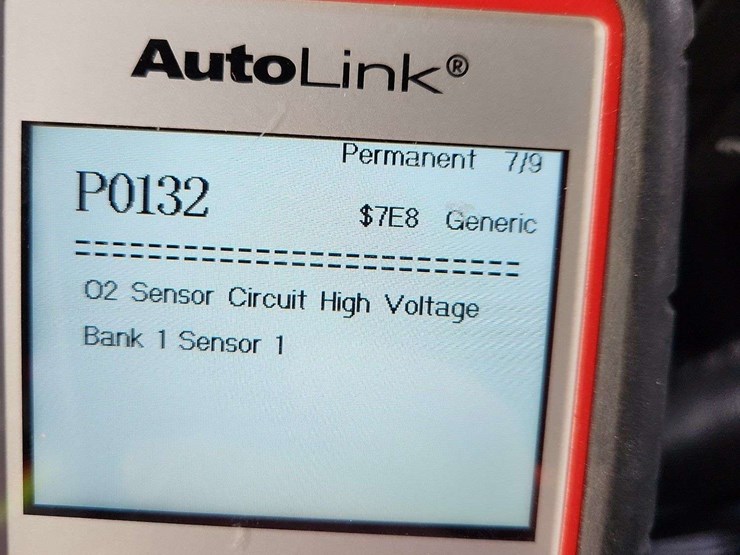 AutoLink®
Permanent 7/9
P0132
$7E8 Generic
==========================
O2 Sensor Circuit High Voltage
Bank 1 Sensor 1